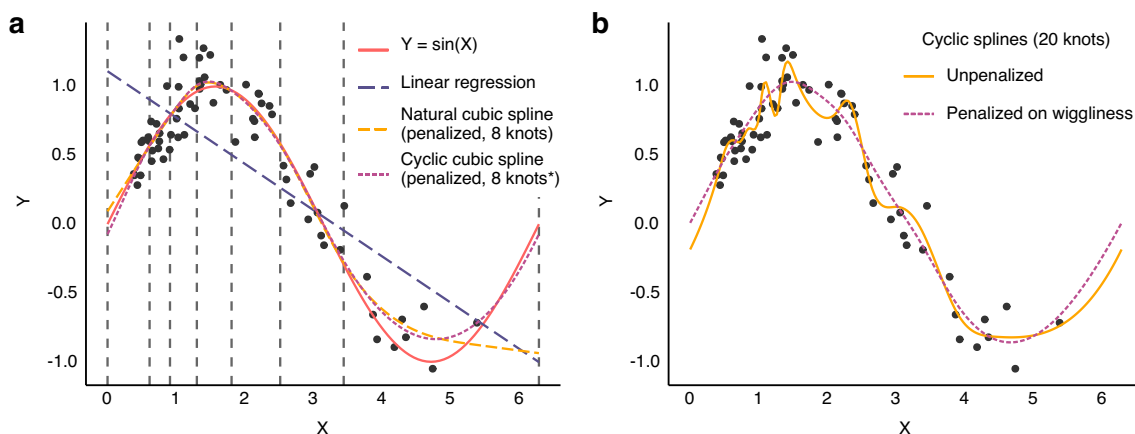 a
Y = sin(X)
Linear regression
Natural cubic spline
(penalized, 8 knots)
Cyclic cubic spline
(penalized, 8 knots*)
Y
1.0
0.5
0.0
-0.5
-1.0
0 1 2 3 4 5 6
X
b
Cyclic splines (20 knots)
Unpenalized
Penalized on wiggliness
Y
1.0
0.5
0.0
-0.5
-1.0
0 1 2 3 4 5 6
X